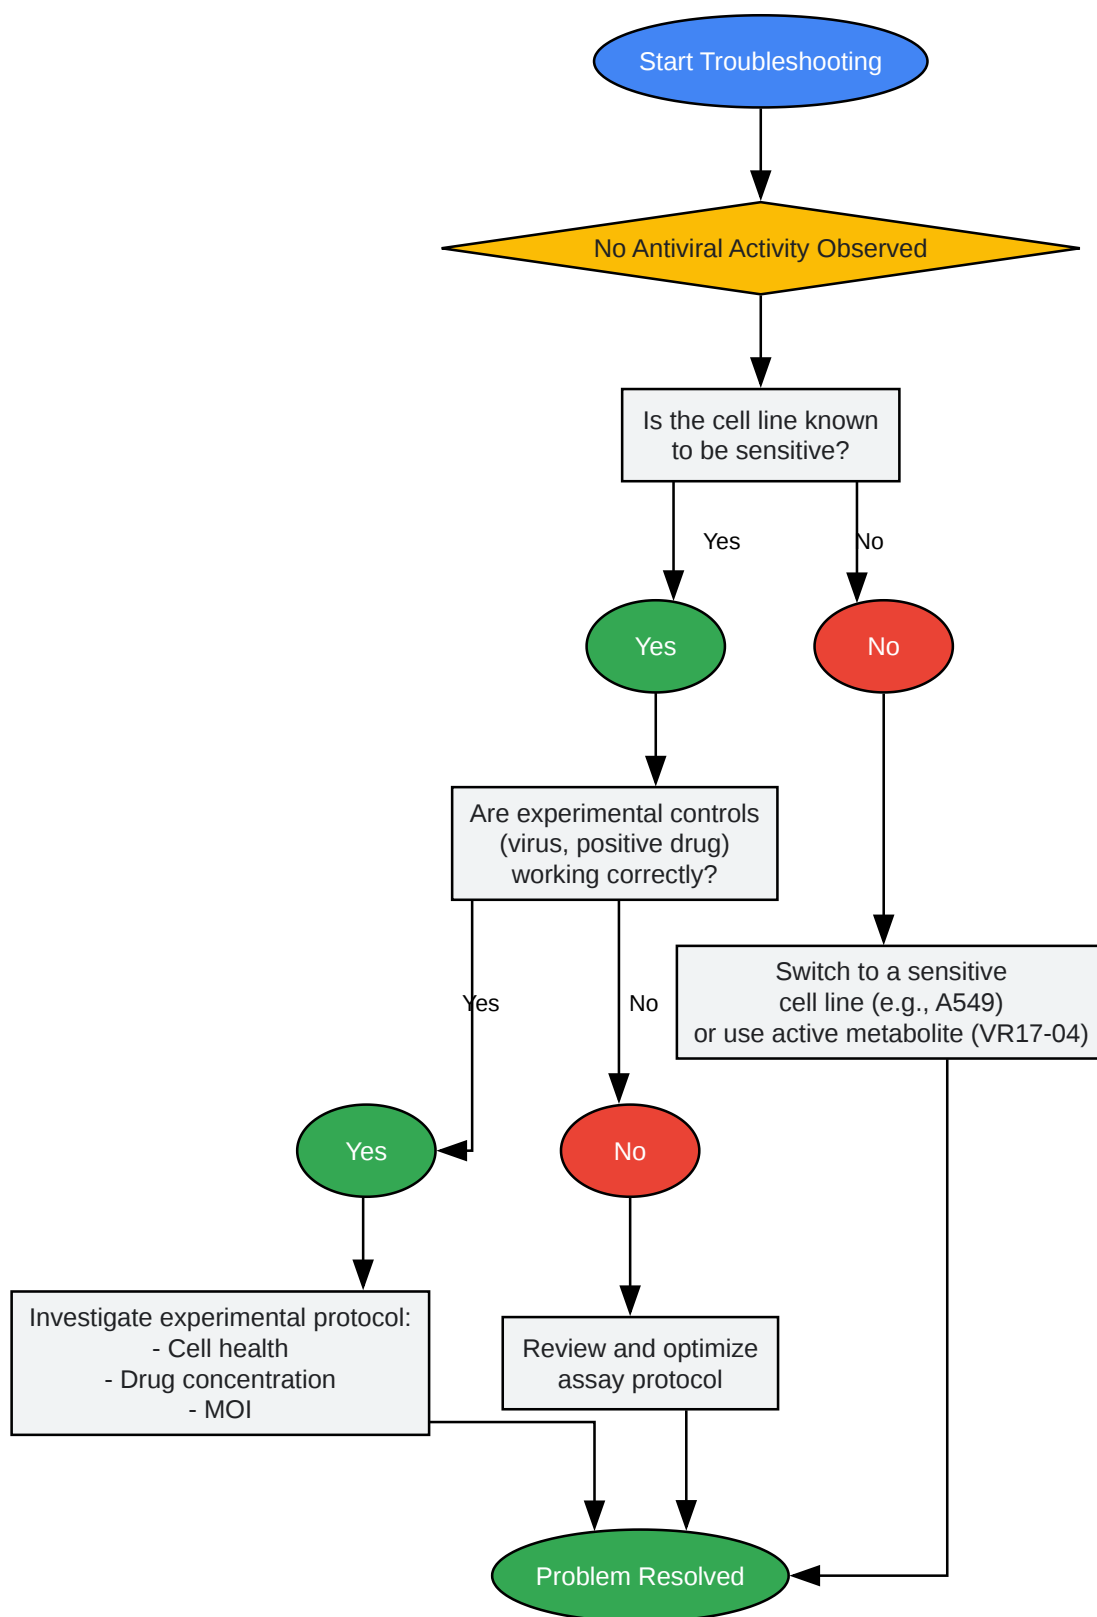 Start Troubleshooting
No Antiviral Activity Observed
Is the cell line known
to be sensitive?
Yes
No
Yes
No
Are experimental controls
(virus, positive drug)
working correctly?
Switch to a sensitive
cell line (e.g., A549)
or use active metabolite (VR17-04)
Yes
No
Yes
No
Investigate experimental protocol:
- Cell health
- Drug concentration
- MOI
Review and optimize
assay protocol
Problem Resolved